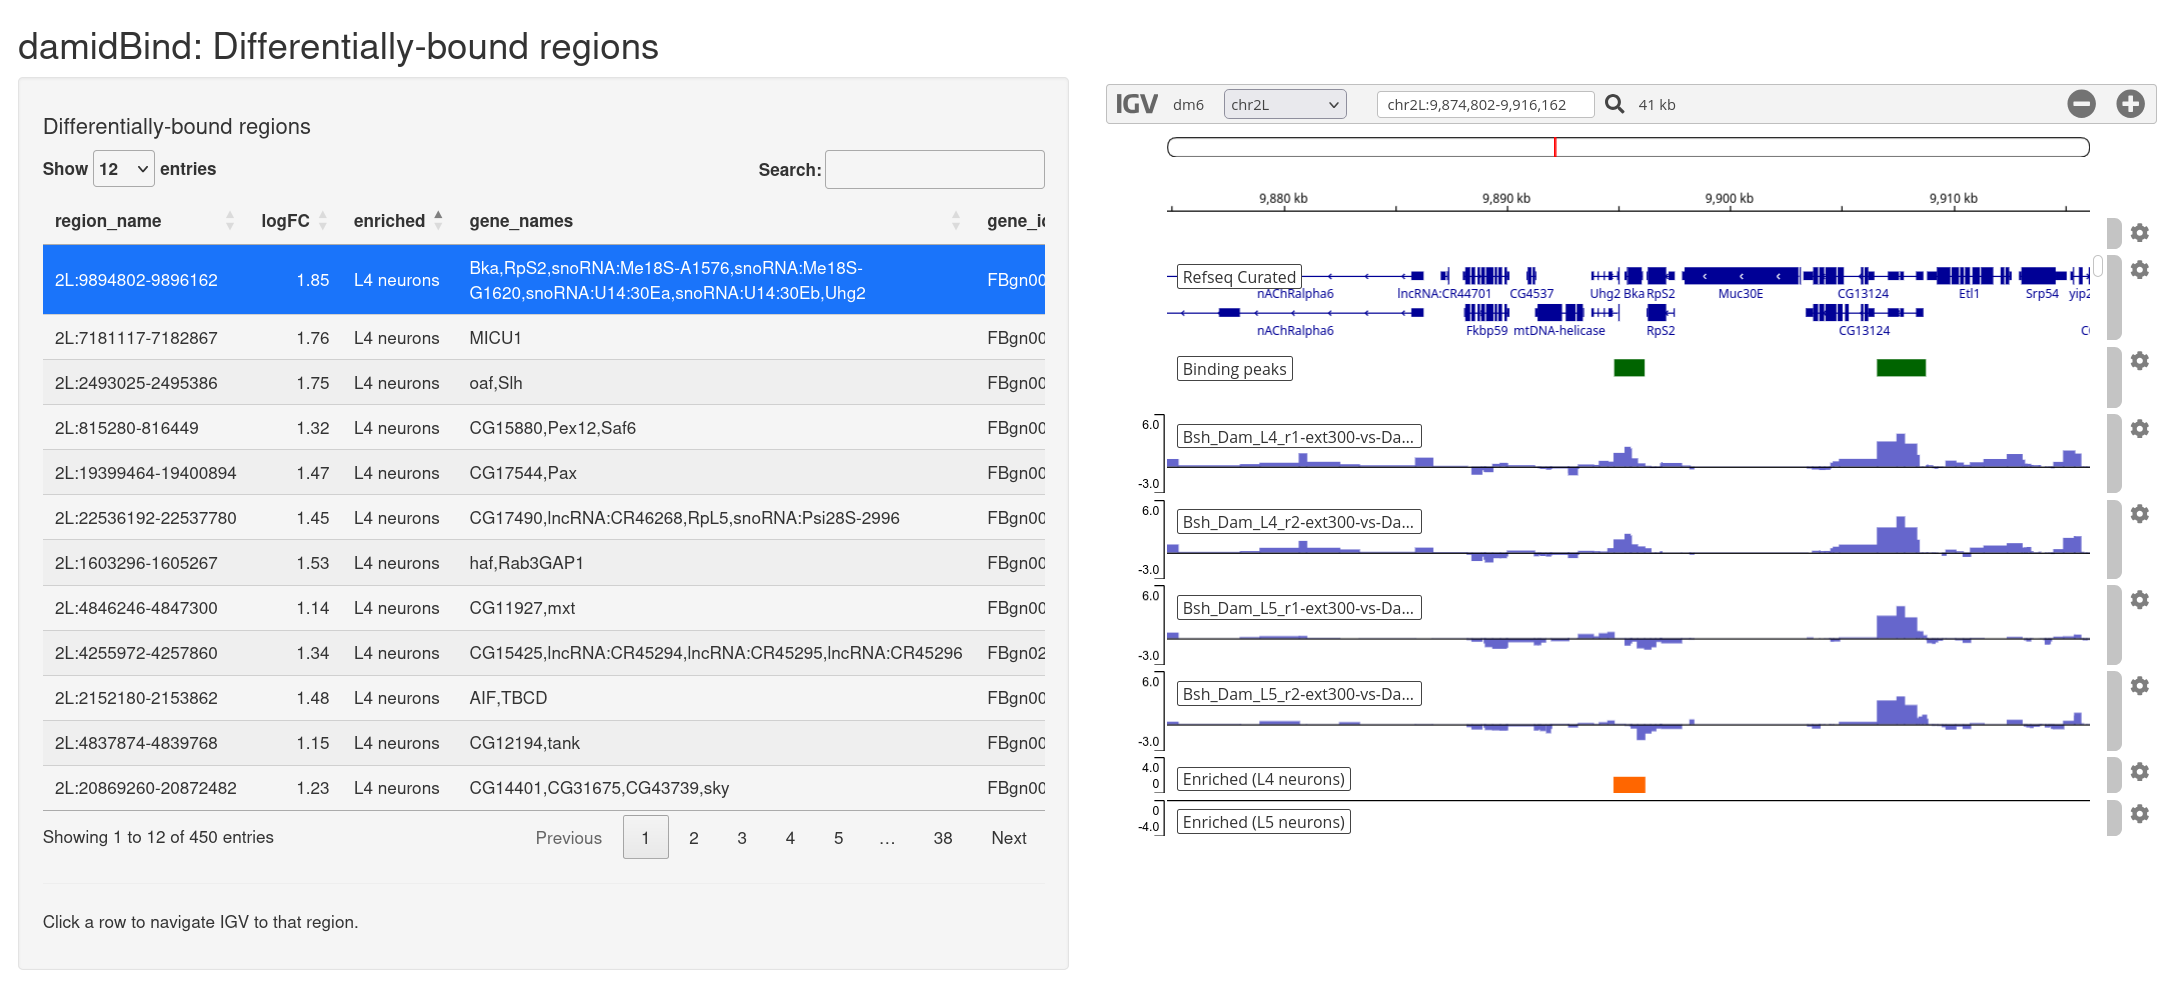 damidBind: Differentially-bound regions
Differentially-bound regions
Show 12 entries
Search:
region_name logFC enriched gene_names gene_i
2L:9894802-9896162 1.85 L4 neurons Bka,RpS2,snoRNA:Me18S-A1576,snoRNA:Me18S-
G1620,snoRNA:U14:30Ea,snoRNA:U14:30Eb,Uhg2 FBgn00
2L:7181117-7182867 1.76 L4 neurons MICU1 FBgn00
2L:2493025-2495386 1.75 L4 neurons oaf,Slh FBgn00
2L:815280-816449 1.32 L4 neurons CG15880,Pex12,Saf6 FBgn00
2L:19399464-19400894 1.47 L4 neurons CG17544,Pax FBgn00
2L:22536192-22537780 1.45 L4 neurons CG17490,lncRNA:CR46268,RpL5,snoRNA:Psi28S-2996 FBgn00
2L:1603296-1605267 1.53 L4 neurons haf,Rab3GAP1 FBgn00
2L:4846246-4847300 1.14 L4 neurons CG11927,mxt FBgn00
2L:4255972-4257860 1.34 L4 neurons CG15425,lncRNA:CR45294,lncRNA:CR45295,lncRNA:CR45296 FBgn02
2L:2152180-2153862 1.48 L4 neurons AIF,TBCD FBgn00
2L:4837874-4839768 1.15 L4 neurons CG12194,tank FBgn00
2L:20869260-20872482 1.23 L4 neurons CG14401,CG31675,CG43739,sky FBgn00
Showing 1 to 12 of 450 entries
Previous 1 2 3 4 5 … 38 Next
Click a row to navigate IGV to that region.
IGV dm6 chr2L chr2L:9,874,802-9,916,162 41 kb
9,880 kb 9,890 kb 9,900 kb 9,910 kb
Refseq Curated
nAChRalpha6 lncRNA:CR44701 CG4537 Uhg2 Bka RpS2 Muc30E CG13124 Etl1 Srp54 yip2
nAChRalpha6 Fkbp59 mtDNA-helicase RpS2 CG13124
Binding peaks
6.0
Bsh_Dam_L4_r1-ext300-vs-Da...
-3.0
6.0
Bsh_Dam_L4_r2-ext300-vs-Da...
-3.0
6.0
Bsh_Dam_L5_r1-ext300-vs-Da...
-3.0
6.0
Bsh_Dam_L5_r2-ext300-vs-Da...
-3.0
4.0
Enriched (L4 neurons)
0
0
Enriched (L5 neurons)
-4.0